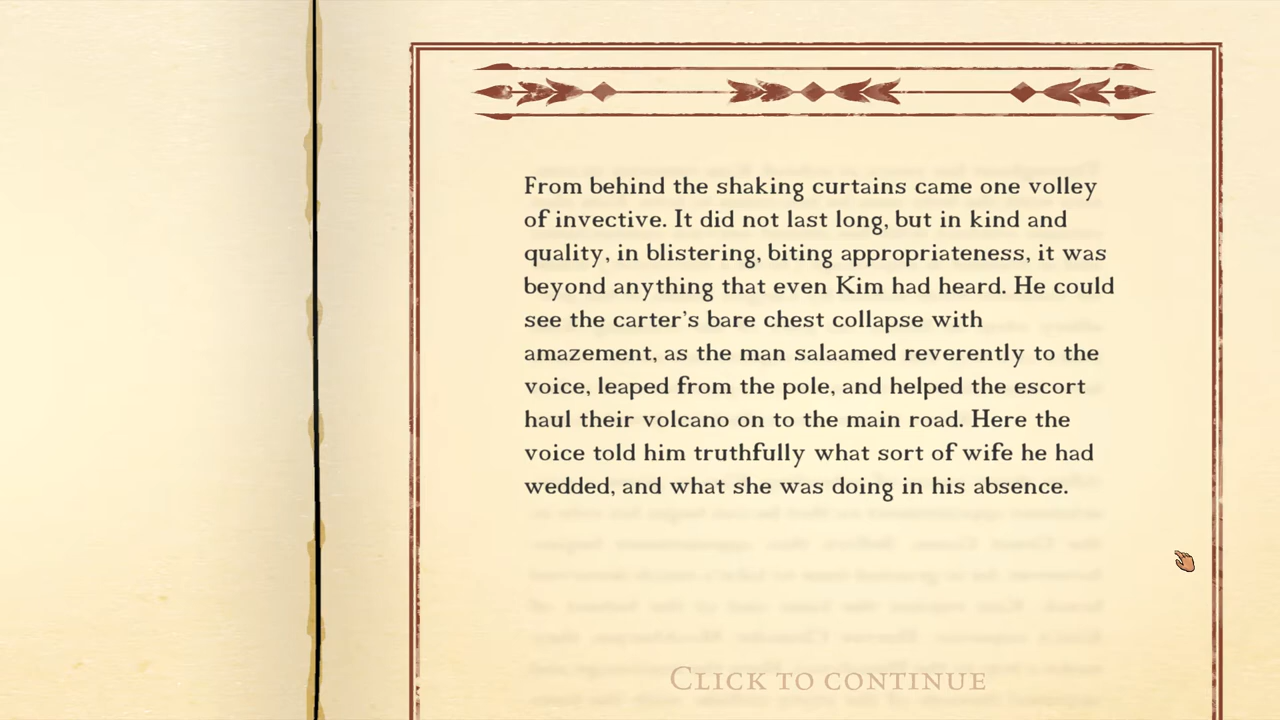 From behind the shaking curtains came one volley
of invective. It did not last long, but in kind and
quality, in blistering, biting appropriateness, it was
beyond anything that even Kim had heard. He could
see the carter's bare chest collapse with
amazement, as the man salaamed reverently to the
voice, leaped from the pole, and helped the escort
haul their volcano on to the main road. Here the
voice told him truthfully what sort of wife he had
wedded, and what she was doing in his absence.
Click to continue